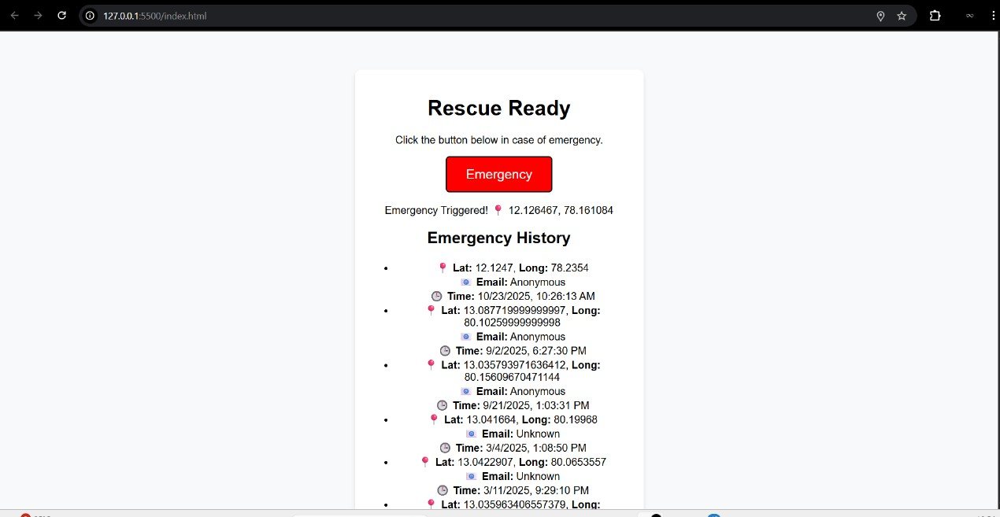 127.0.0.1:5500/index.html
Rescue Ready
Click the button below in case of emergency.
Emergency
Emergency Triggered! 📍 12.126467, 78.161084
Emergency History
• 📍 Lat: 12.1247, Long: 78.2354
📧 Email: Anonymous
🕒 Time: 10/23/2025, 10:26:13 AM
• 📍 Lat: 13.087719999999997, Long:
80.10259999999998
📧 Email: Anonymous
🕒 Time: 9/2/2025, 6:27:30 PM
• 📍 Lat: 13.035793971636412, Long:
80.15609670471144
📧 Email: Anonymous
🕒 Time: 9/21/2025, 1:03:31 PM
• 📍 Lat: 13.041664, Long: 80.19968
📧 Email: Unknown
🕒 Time: 3/4/2025, 1:08:50 PM
• 📍 Lat: 13.0422907, Long: 80.0653557
📧 Email: Unknown
🕒 Time: 3/11/2025, 9:29:10 PM
• 📍 Lat: 13.035963406557379, Long: